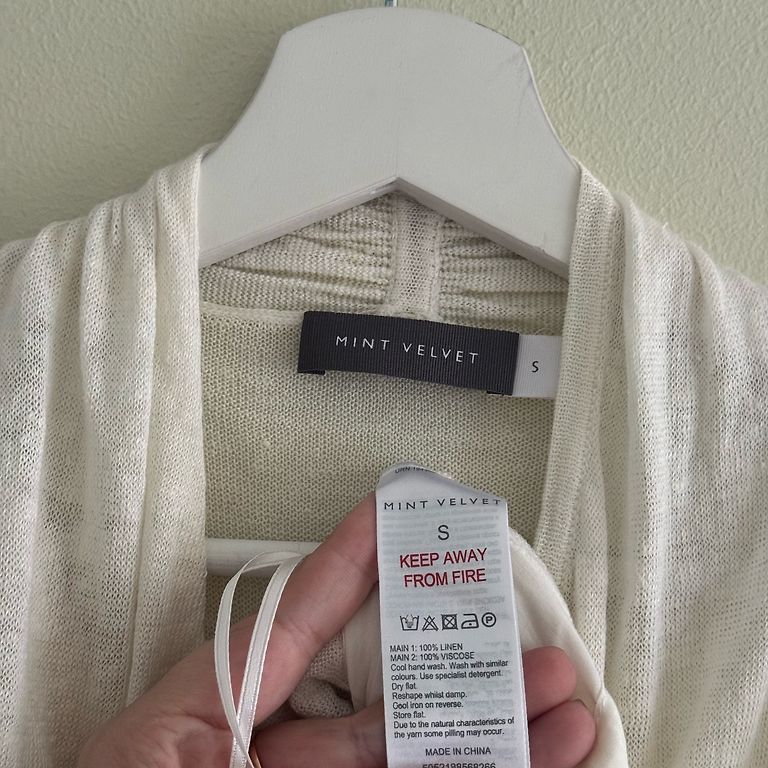 MINT VELVET
S
MINT VELVET
S
KEEP AWAY
FROM FIRE
P
MAIN 1: 100% LINEN
MAIN 2: 100% VISCOSE
Cool hand wash. Wash with similar
colours. Use specialist detergent.
Dry flat.
Reshape whilst damp.
Cool iron on reverse.
Store flat.
Due to the natural characteristics of
the yarn some pilling may occur.
MADE IN CHINA